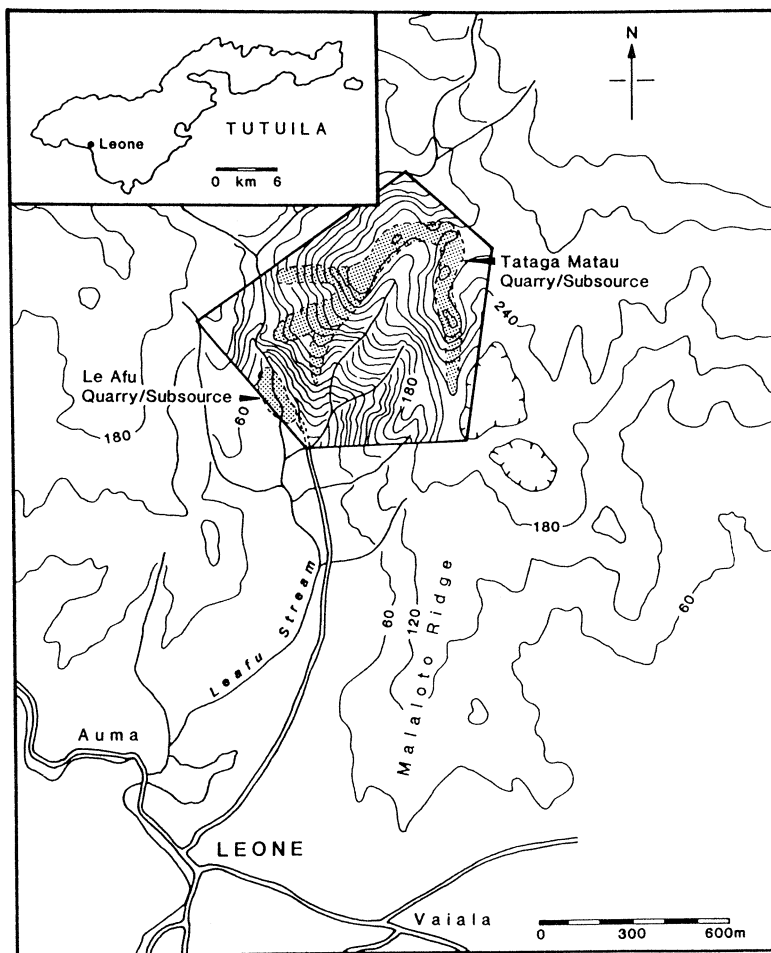 N
TUTUILA
Leone
0 km 6
Tataga Matau
Quarry/Subsource
240
Le Afu
Quarry/Subsource
60
180
180
180
60
120
60
Leafu Stream
Malaloto Ridge
Auma
LEONE
Vaiala
0 300 600m